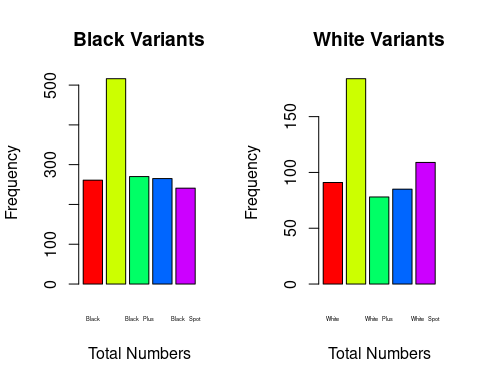 Black Variants
Frequency
0
100
300
500
Black
Black Plus
Black Spot
Total Numbers
White Variants
Frequency
0
50
100
150
White
White Plus
White Spot
Total Numbers